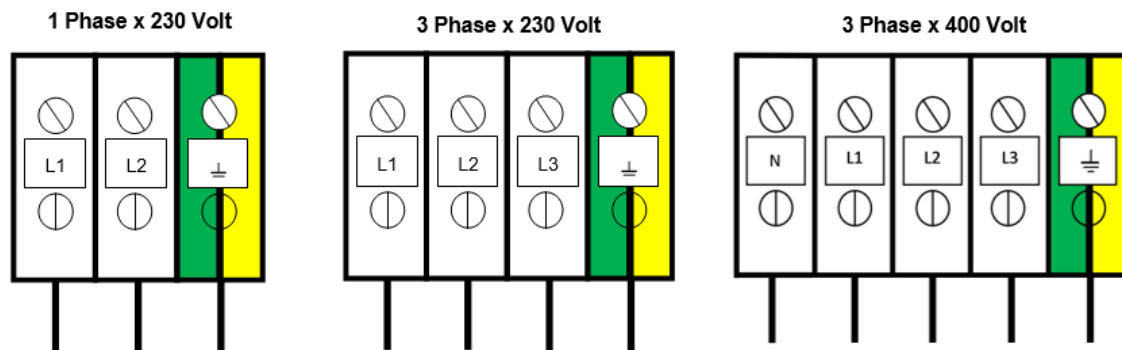 1 Phase x 230 Volt
L1 L2
3 Phase x 230 Volt
L1 L2 L3
3 Phase x 400 Volt
N L1 L2 L3